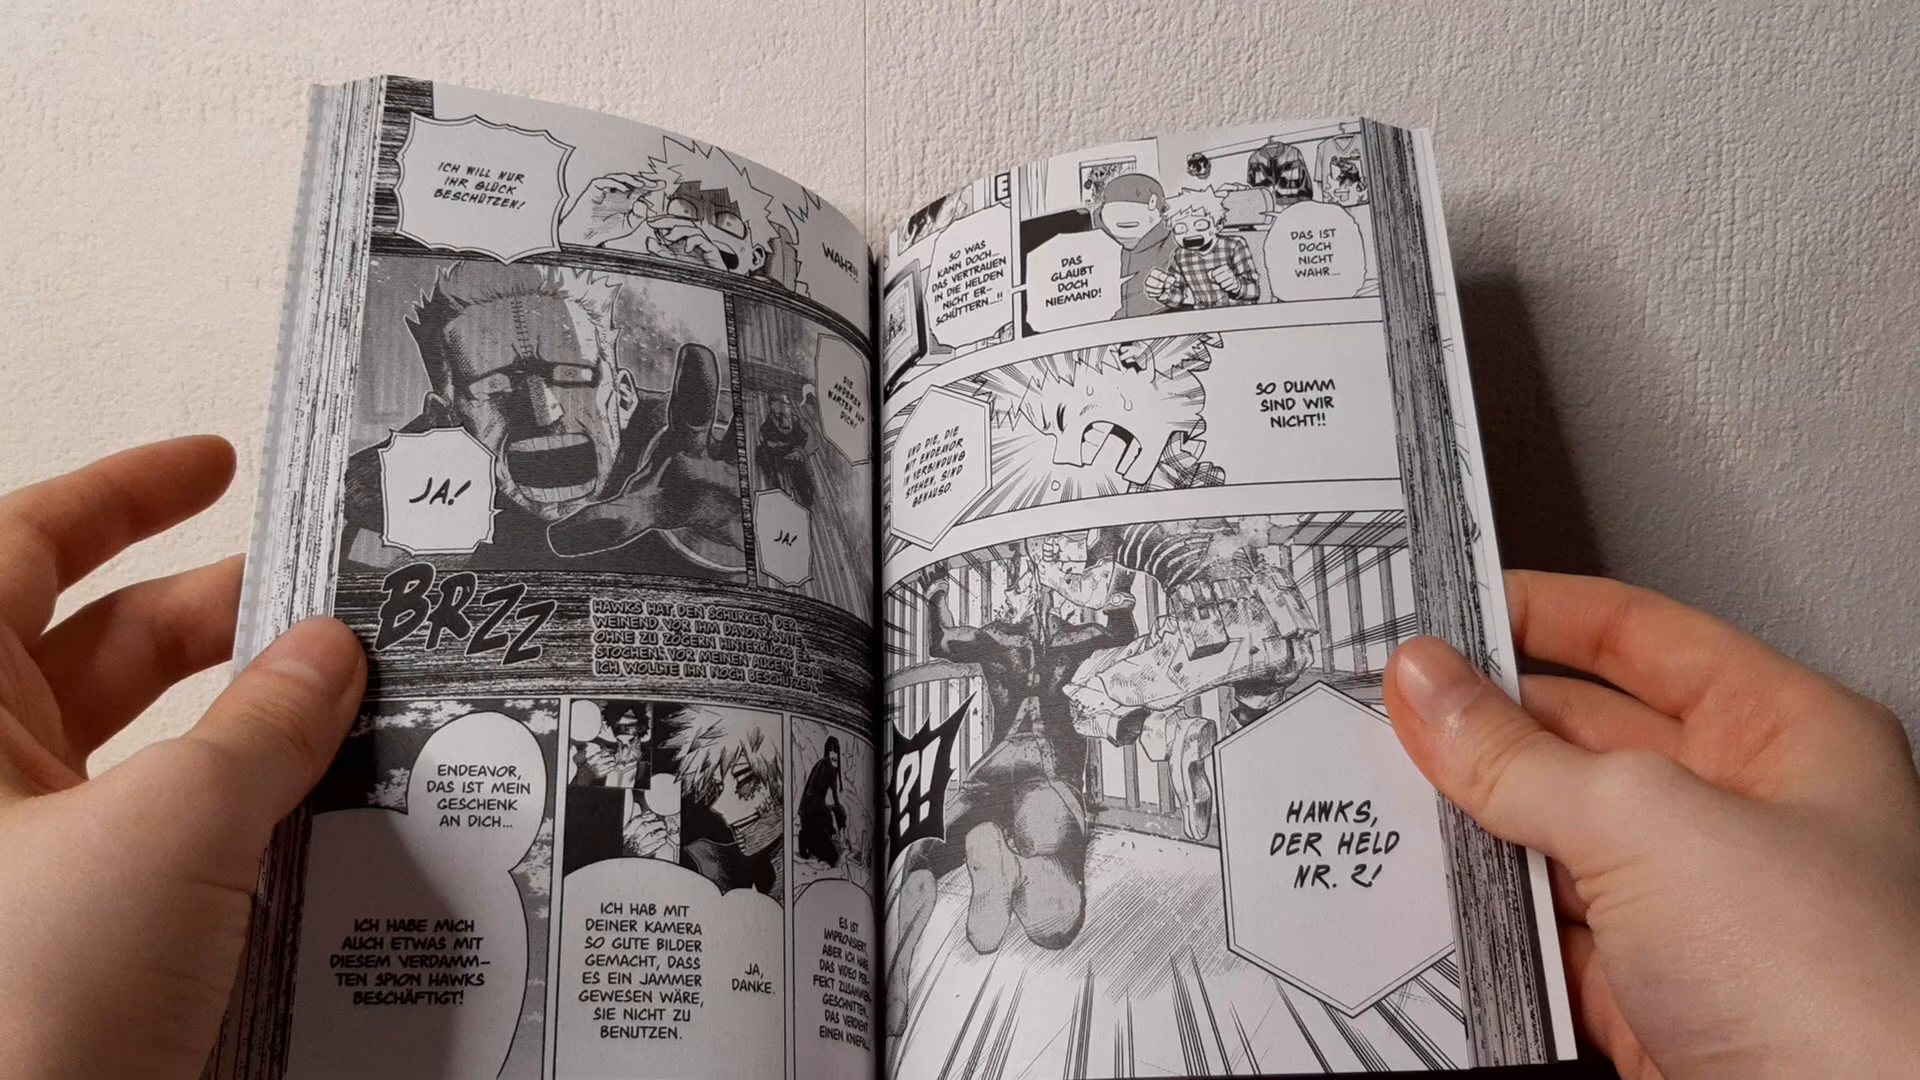 ICH WILL NUR
IHR GLÜCK
BESCHÜTZEN!
WAHR!!
JA!
DIE
ANDEREN
WARTEN AUF
DICH!
JA!
BRZZ
HAWKS HAT DEN SCHURKEN, DER
WEINEND VOR IHM DAVONRANNTE,
OHNE ZU ZÖGERN HINTERRÜCKS ER-
STOCHEN. VOR MEINEN AUGEN. DENN
ICH WOLLTE IHN NOCH BESCHÜTZEN.
ENDEAVOR,
DAS IST MEIN
GESCHENK
AN DICH...
ICH HABE MICH
AUCH ETWAS MIT
DIESEM VERDAMM-
TEN SPION HAWKS
BESCHÄFTIGT!
ICH HAB MIT
DEINER KAMERA
SO GUTE BILDER
GEMACHT, DASS
ES EIN JAMMER
GEWESEN WÄRE,
SIE NICHT ZU
BENUTZEN.
JA,
DANKE.
ES IST
IMPROVISIERT,
ABER ICH HABE
DAS VIDEO PER-
FEKT ZUSAMMEN-
GESCHNITTEN...
DAS VERDIENT
EINEN KNIEFALL
SO WAS
KANN DOCH...
DAS VERTRAUEN
IN DIE HELDEN
NICHT ER-
SCHÜTTERN...!!
DAS
GLAUBT
DOCH
NIEMAND!
DAS IST
DOCH
NICHT
WAHR...
UND DIE, DIE
MIT ENDEAVOR
IN VERBINDUNG
STEHEN, SIND
GENAUSO.
SO DUMM
SIND WIR
NICHT!!
?!
HAWKS,
DER HELD
NR. 2!